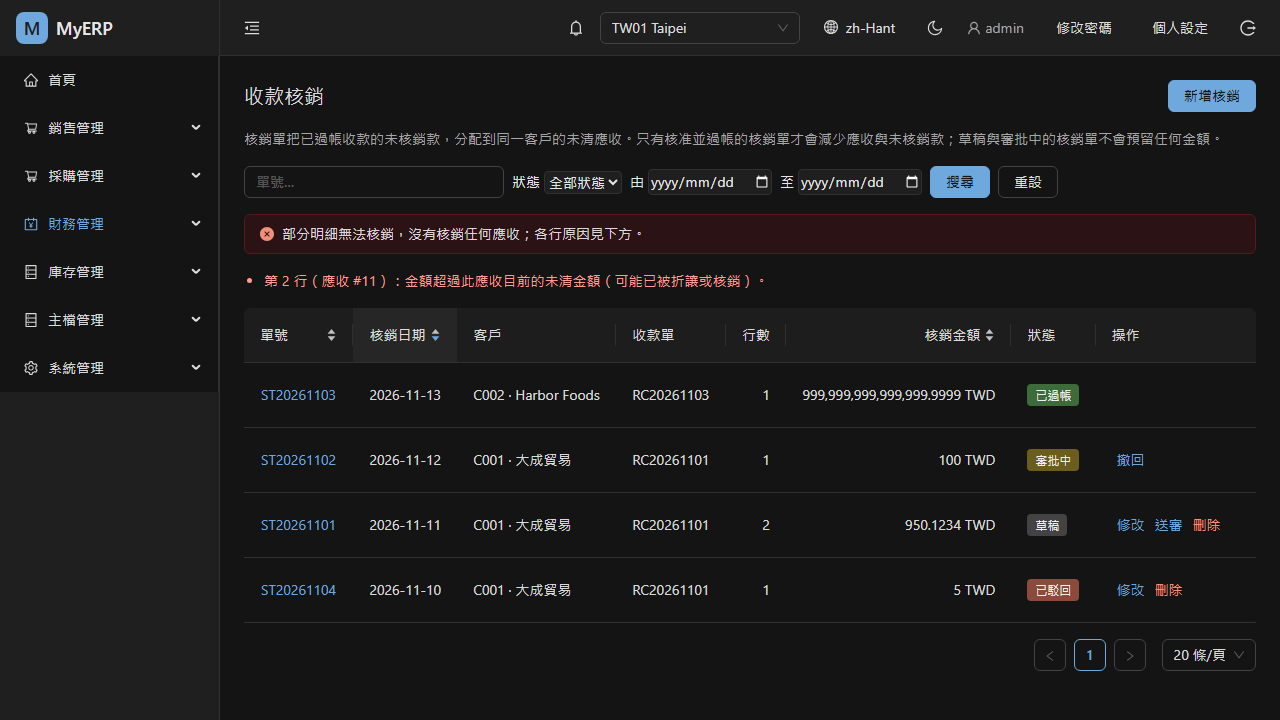 M MyERP
TW01 Taipei
zh-Hant
admin
修改密碼
個人設定
首頁
銷售管理
採購管理
財務管理
庫存管理
主檔管理
系統管理
收款核銷
新增核銷
核銷單把已過帳收款的未核銷款，分配到同一客戶的未清應收。只有核准並過帳的核銷單才會減少應收與未核銷款；草稿與審批中的核銷單不會預留任何金額。
單號... 狀態 全部狀態 由 yyyy/mm/dd 至 yyyy/mm/dd 搜尋 重設
部分明細無法核銷，沒有核銷任何應收；各行原因見下方。
• 第 2 行（應收 #11）：金額超過此應收目前的未清金額（可能已被折讓或核銷）。
單號 核銷日期 客戶 收款單 行數 核銷金額 狀態 操作
ST20261103 2026-11-13 C002 · Harbor Foods RC20261103 1 999,999,999,999,999.9999 TWD 已過帳
ST20261102 2026-11-12 C001 · 大成貿易 RC20261101 1 100 TWD 審批中 撤回
ST20261101 2026-11-11 C001 · 大成貿易 RC20261101 2 950.1234 TWD 草稿 修改 送審 刪除
ST20261104 2026-11-10 C001 · 大成貿易 RC20261101 1 5 TWD 已駁回 修改 刪除
< 1 > 20 條/頁